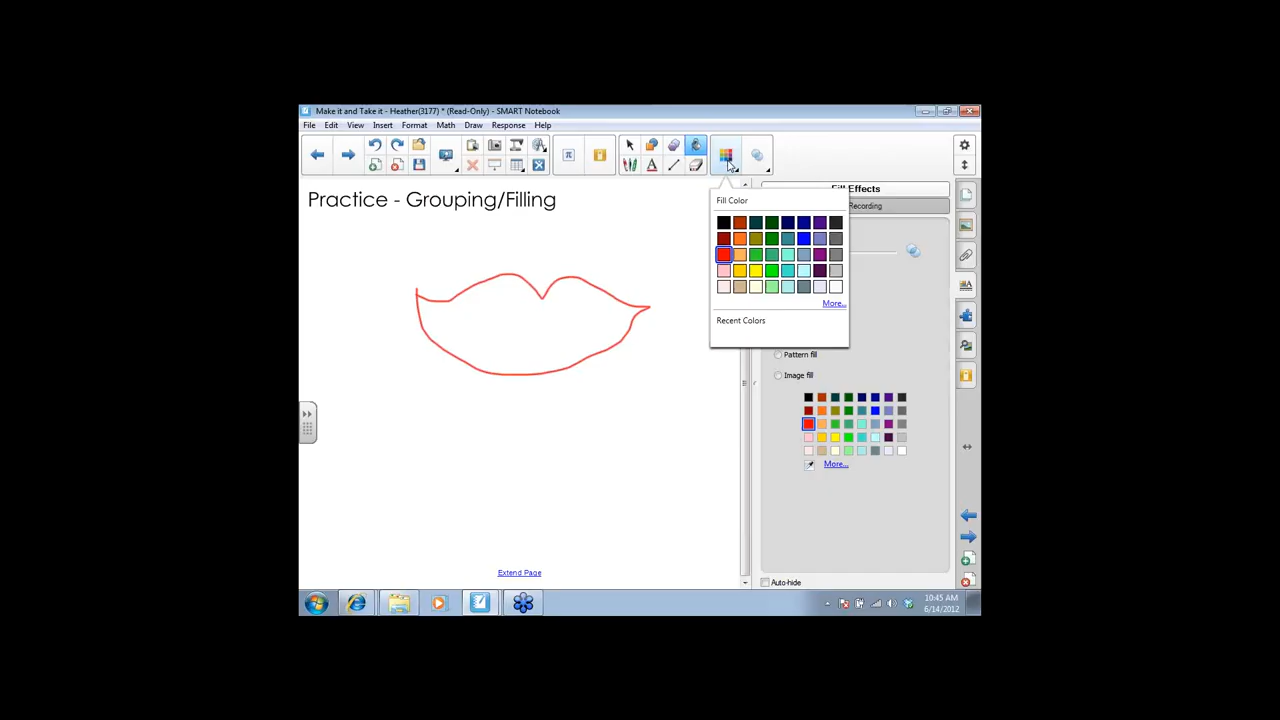 Make it and Take it - Heather(3177) * (Read-Only) - SMART Notebook
File Edit View Insert Format Math Draw Response Help
Practice - Grouping/Filling
Fill Effects
Recording
Fill Color
More...
Recent Colors
Pattern fill
Image fill
More...
Extend Page
Auto-hide
10:45 AM
6/14/2012